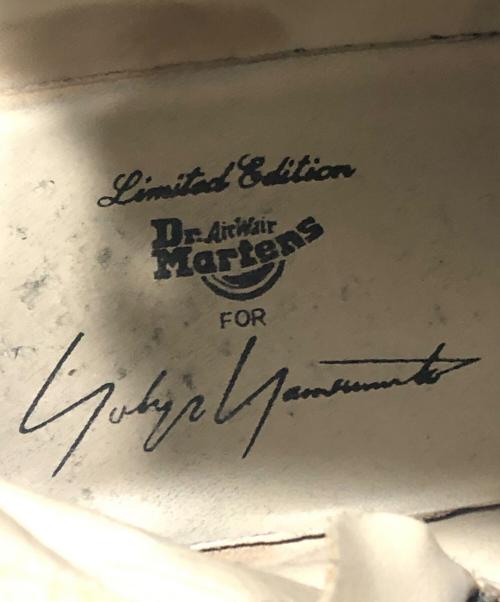 Limited Edition
Dr. AirWair
Martens
FOR
Yohji Yamamoto